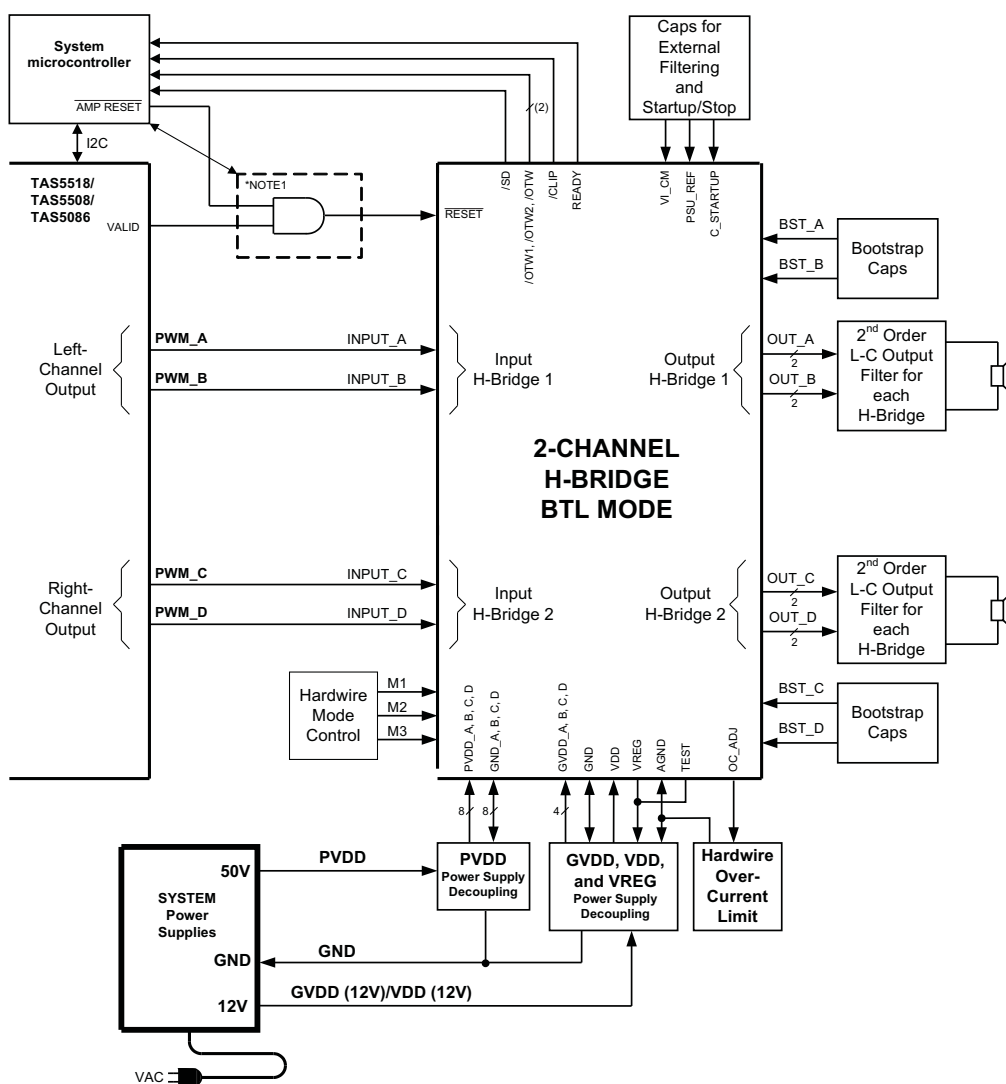 System
microcontroller
AMP RESET
I2C
Caps for
External
Filtering
and
Startup/Stop
(2)
TAS5518/
TAS5508/
TAS5086
VALID
*NOTE1
RESET
/SD
/OTW1, /OTW2, /OTW
/CLIP
READY
VI_CM
PSU_REF
C_STARTUP
BST_A
BST_B
Bootstrap
Caps
Left-
Channel
Output
PWM_A
INPUT_A
PWM_B
INPUT_B
Input
H-Bridge 1
Output
H-Bridge 1
OUT_A
2
OUT_B
2
2nd Order
L-C Output
Filter for
each
H-Bridge
2-CHANNEL
H-BRIDGE
BTL MODE
Right-
Channel
Output
PWM_C
INPUT_C
PWM_D
INPUT_D
Input
H-Bridge 2
Output
H-Bridge 2
OUT_C
2
OUT_D
2
2nd Order
L-C Output
Filter for
each
H-Bridge
Hardwire
Mode
Control
M1
M2
M3
PVDD_A, B, C, D
GND_A, B, C, D
GVDD_A, B, C, D
GND
VDD
VREG
AGND
TEST
OC_ADJ
BST_C
BST_D
Bootstrap
Caps
8
8
4
SYSTEM
Power
Supplies
50V
GND
12V
PVDD
GND
GVDD (12V)/VDD (12V)
PVDD
Power Supply
Decoupling
GVDD, VDD,
and VREG
Power Supply
Decoupling
Hardwire
Over-
Current
Limit
VAC